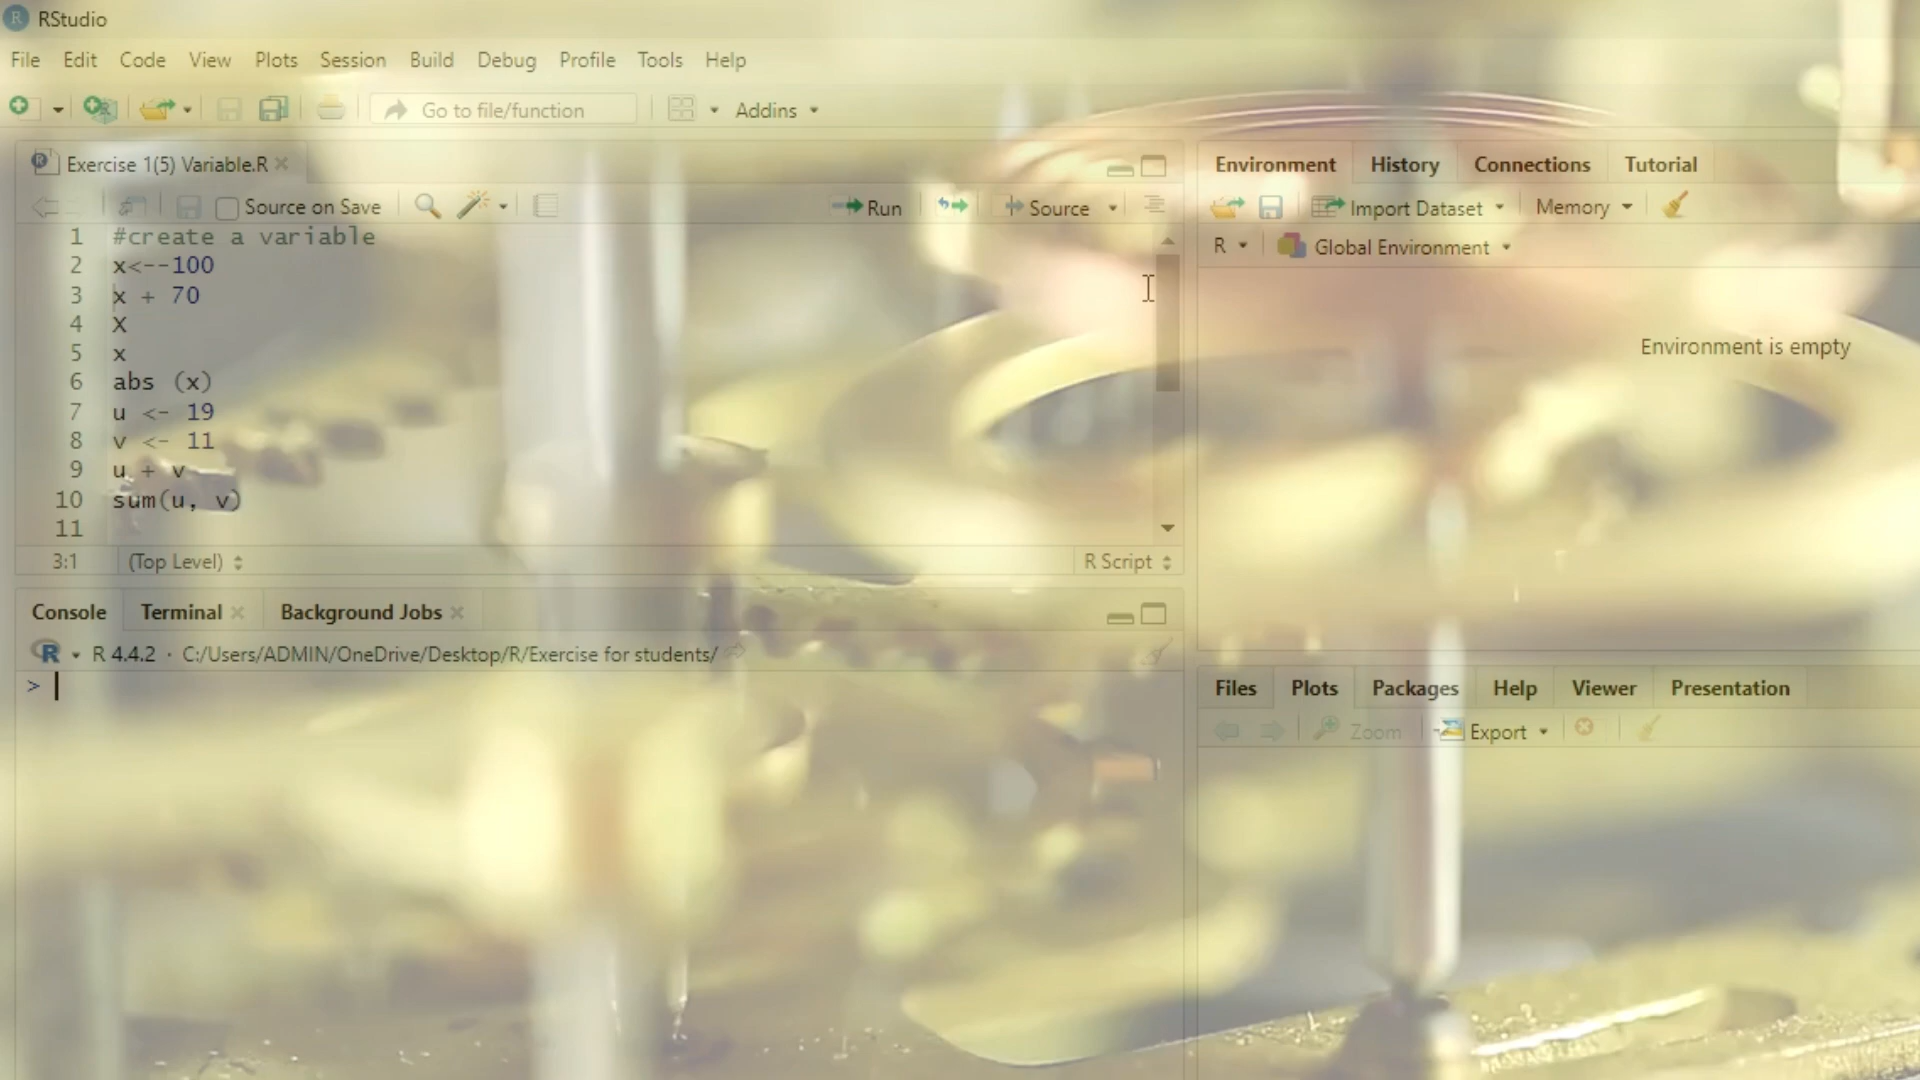 RStudio
File Edit Code View Plots Session Build Debug Profile Tools Help
Go to file/function Addins
Exercise 1(5) Variable.R
Source on Save Run Source
1 #create a variable
2 x<--100
3 x + 70
4 X
5 x
6 abs (x)
7 u <- 19
8 v <- 11
9 u + v
10 sum(u, v)
11
3:1 (Top Level) R Script
Console Terminal Background Jobs
R 4.4.2 · C:/Users/ADMIN/OneDrive/Desktop/R/Exercise for students/
>
Environment History Connections Tutorial
Import Dataset Memory
R Global Environment
Environment is empty
Files Plots Packages Help Viewer Presentation
Zoom Export